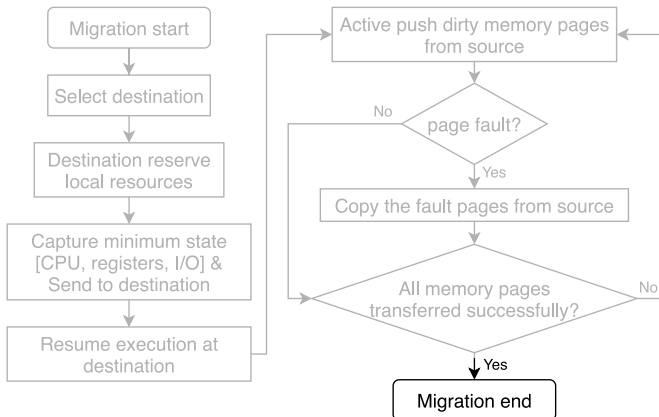 Migration start
Select destination
Destination reserve
local resources
Capture minimum state
[CPU, registers, I/O] &
Send to destination
Resume execution at
destination
Active push dirty memory pages
from source
page fault?
No
Yes
Copy the fault pages from source
All memory pages
transferred successfully?
No
Yes
Migration end